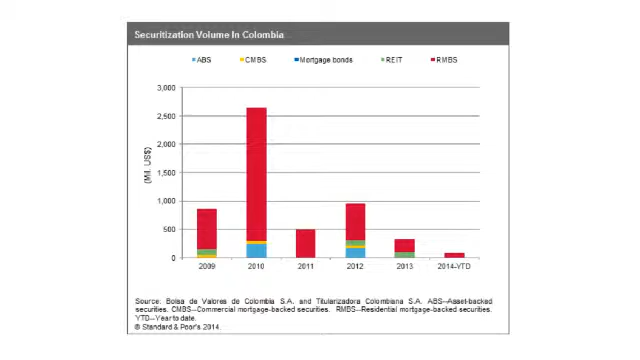 Securitization Volume In Colombia
ABS CMBS Mortgage bonds REIT RMBS
3,000
2,500
2,000
1,500
1,000
500
0
(Mil. US$)
2009 2010 2011 2012 2013 2014-YTD
Source: Bolsa de Valores de Colombia S.A. and Titularizadora Colombiana S.A. ABS--Asset-backed
securities. CMBS--Commercial mortgage-backed securities. RMBS--Residential mortgage-backed securities.
YTD--Year to date.
© Standard & Poor's 2014.